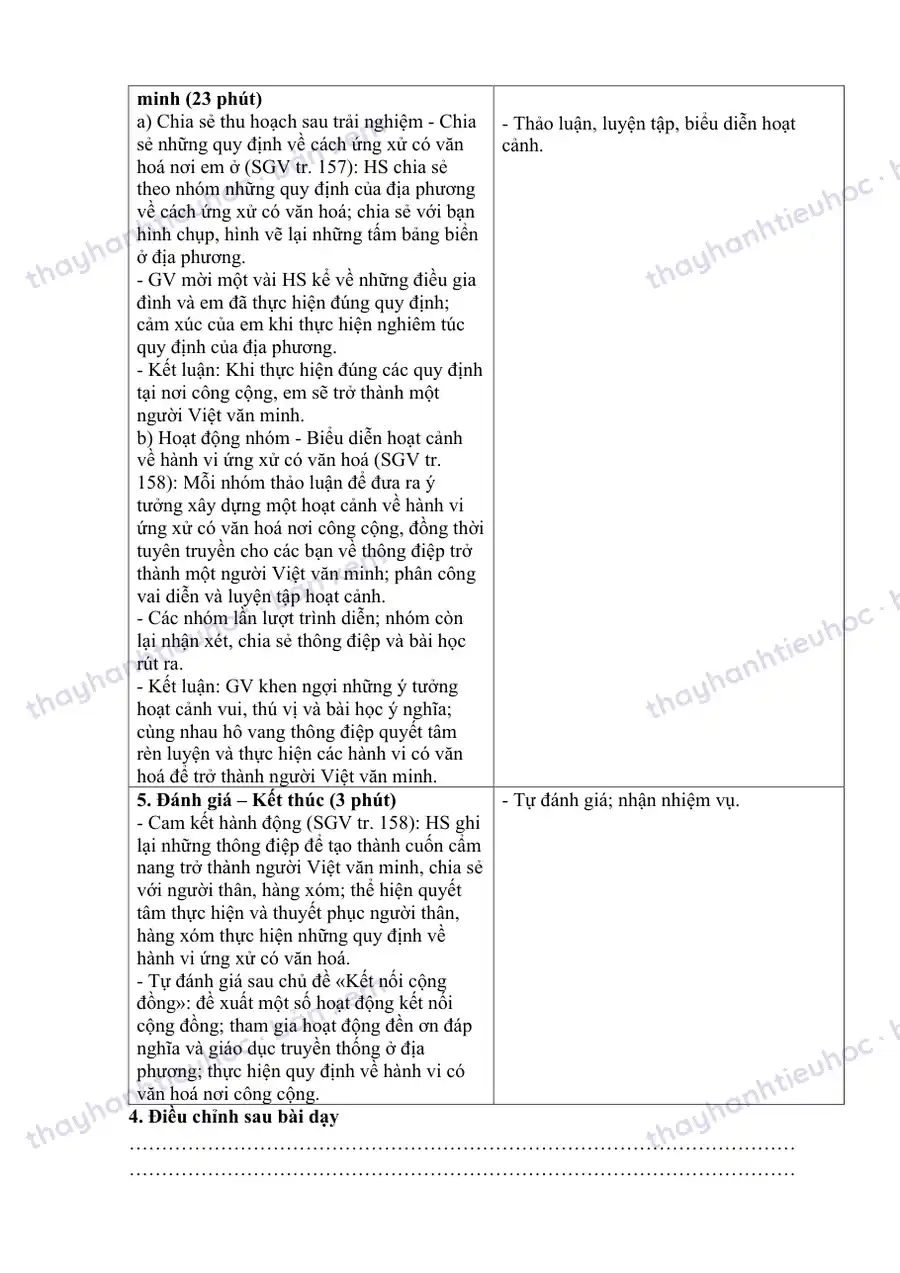 minh (23 phút)
a) Chia sẻ thu hoạch sau trải nghiệm - Chia
sẻ những quy định về cách ứng xử có văn
hoá nơi em ở (SGV tr. 157): HS chia sẻ
theo nhóm những quy định của địa phương
về cách ứng xử có văn hoá; chia sẻ với bạn
hình chụp, hình vẽ lại những tấm bảng biển
ở địa phương.
- GV mời một vài HS kể về những điều gia
đình và em đã thực hiện đúng quy định;
cảm xúc của em khi thực hiện nghiêm túc
quy định của địa phương.
- Kết luận: Khi thực hiện đúng các quy định
tại nơi công cộng, em sẽ trở thành một
người Việt văn minh.
b) Hoạt động nhóm - Biểu diễn hoạt cảnh
về hành vi ứng xử có văn hoá (SGV tr.
158): Mỗi nhóm thảo luận để đưa ra ý
tưởng xây dựng một hoạt cảnh về hành vi
ứng xử có văn hoá nơi công cộng, đồng thời
tuyên truyền cho các bạn về thông điệp trở
thành một người Việt văn minh; phân công
vai diễn và luyện tập hoạt cảnh.
- Các nhóm lần lượt trình diễn; nhóm còn
lại nhận xét, chia sẻ thông điệp và bài học
rút ra.
- Kết luận: GV khen ngợi những ý tưởng
hoạt cảnh vui, thú vị và bài học ý nghĩa;
cùng nhau hô vang thông điệp quyết tâm
rèn luyện và thực hiện các hành vi có văn
hoá để trở thành người Việt văn minh.
- Thảo luận, luyện tập, biểu diễn hoạt
cảnh.
5. Đánh giá – Kết thúc (3 phút)
- Cam kết hành động (SGV tr. 158): HS ghi
lại những thông điệp để tạo thành cuốn cẩm
nang trở thành người Việt văn minh, chia sẻ
với người thân, hàng xóm; thể hiện quyết
tâm thực hiện và thuyết phục người thân,
hàng xóm thực hiện những quy định về
hành vi ứng xử có văn hoá.
- Tự đánh giá sau chủ đề «Kết nối cộng
đồng»: đề xuất một số hoạt động kết nối
cộng đồng; tham gia hoạt động đền ơn đáp
nghĩa và giáo dục truyền thống ở địa
phương; thực hiện quy định về hành vi có
văn hoá nơi công cộng.
- Tự đánh giá; nhận nhiệm vụ.
4. Điều chỉnh sau bài dạy
……………………………………………………………………………………………
……………………………………………………………………………………………
thayhanhtieuhoc · bản xem
thayhanhtieuhoc · b
thayhanhtieuhoc · bản xem
thayhanhtieuhoc · b
thayhanhtieuhoc · bản xem
thayhanhtieuhoc · b